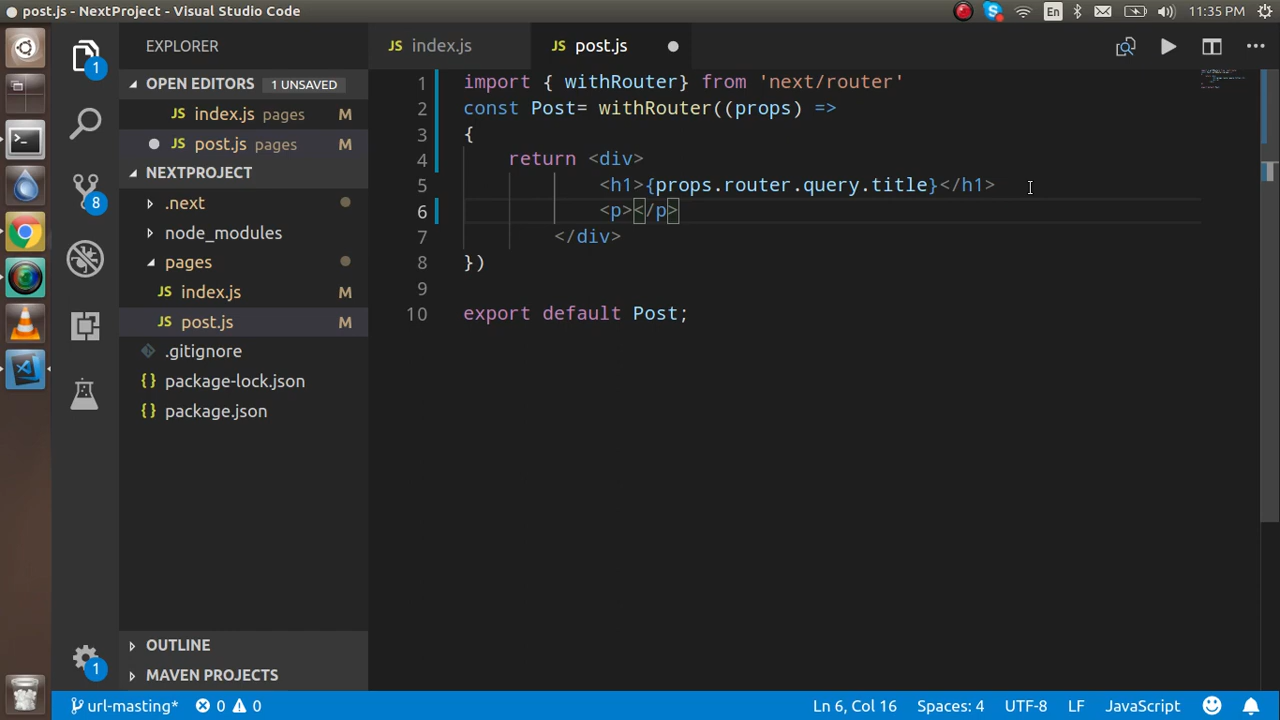 post.js - NextProject - Visual Studio Code
En
11:35 PM
EXPLORER
OPEN EDITORS 1 UNSAVED
JS index.js pages M
JS post.js pages M
NEXTPROJECT
.next
node_modules
pages
JS index.js M
JS post.js M
.gitignore
{} package-lock.json
{} package.json
OUTLINE
MAVEN PROJECTS
1
8
1
JS index.js
JS post.js
1 import { withRouter} from 'next/router'
2 const Post= withRouter((props) =>
3 {
4 return <div>
5 <h1>{props.router.query.title}</h1>
6 <p></p>
7 </div>
8 })
9
10 export default Post;
url-masting* 0 0
Ln 6, Col 16 Spaces: 4 UTF-8 LF JavaScript